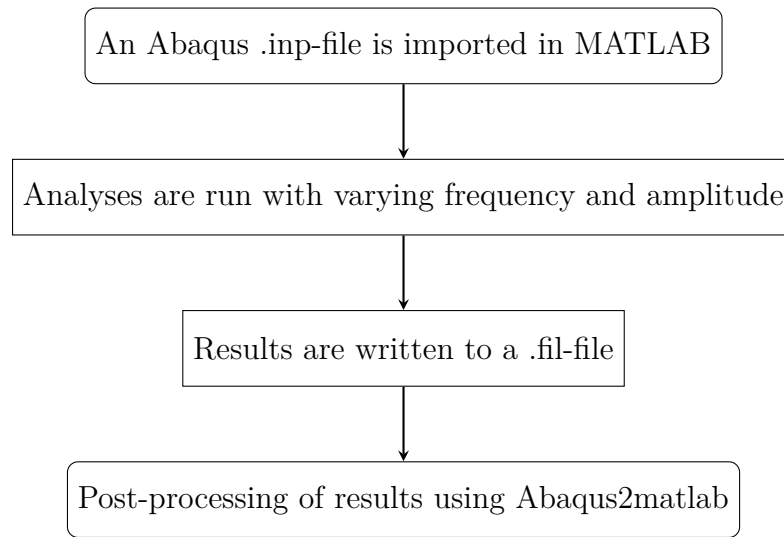 An Abaqus .inp-file is imported in MATLAB
Analyses are run with varying frequency and amplitude
Results are written to a .fil-file
Post-processing of results using Abaqus2matlab